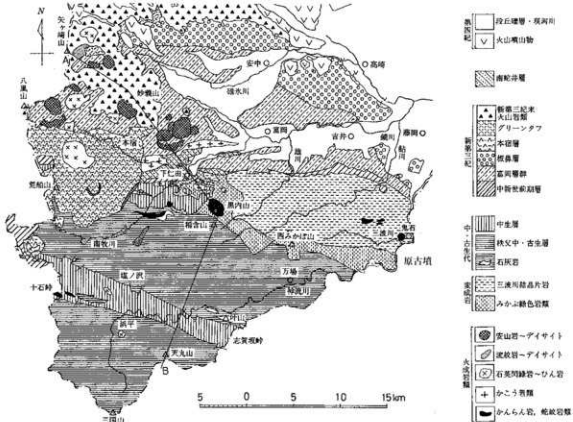 N
矢ヶ崎山
A
八風山
妙義山
安中
高崎
碓氷川
富岡
吉井
鏑川
藤岡
鮎川
雄川
本宿
下仁田
荒船山
黒内山
稲含山
西みかぼ山
三波川
鬼石
原古墳
南牧川
塩ノ沢
万場
神流川
十石峠
叶山
志賀坂峠
浜平
天丸山
B
三国山
5 0 5 10 15km
第四紀
段丘礫層・現河川
火山噴出物
南蛇井層
新第三紀
新第三紀末
火山岩類
グリーンタフ
本宿層
板鼻層
富岡層群
中新世前期層
中・古生代
中生層
秩父中・古生層
石灰岩
変成岩
三波川結晶片岩
みかぶ緑色岩類
火成岩類
安山岩～デイサイト
流紋岩～デイサイト
石英閃緑岩～ひん岩
かこう岩類
かんらん岩，蛇紋岩類